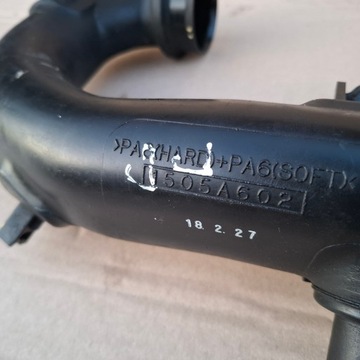 >PA6(HARD)+PA6(SOFT)<
1505A602
18. 2. 27